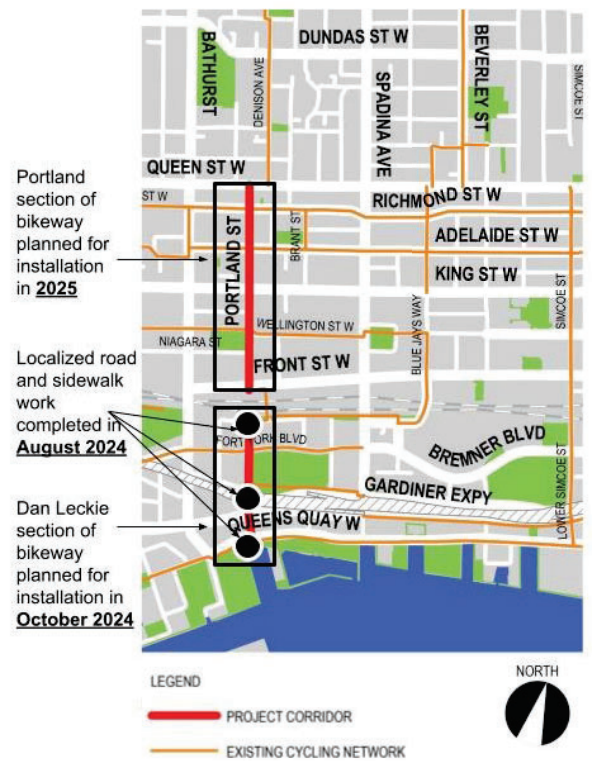 DUNDAS ST W
BATHURST
DENISON AVE
SPADINA AVE
BEVERLEY ST
SIMCOE ST
QUEEN ST W
Portland
section of
bikeway
planned for
installation
in 2025
ST W
RICHMOND ST W
PORTLAND ST
BRANT ST
ADELAIDE ST W
KING ST W
SIMCOE ST
WELLINGTON ST W
NIAGARA ST
BLUE JAYS WAY
FRONT ST W
Localized road
and sidewalk
work
completed in
August 2024
FORT YORK BLVD
BREMNER BLVD
GARDINER EXPY
LOWER SIMCOE ST
QUEENS QUAY W
Dan Leckie
section of
bikeway
planned for
installation in
October 2024
LEGEND
NORTH
PROJECT CORRIDOR
EXISTING CYCLING NETWORK